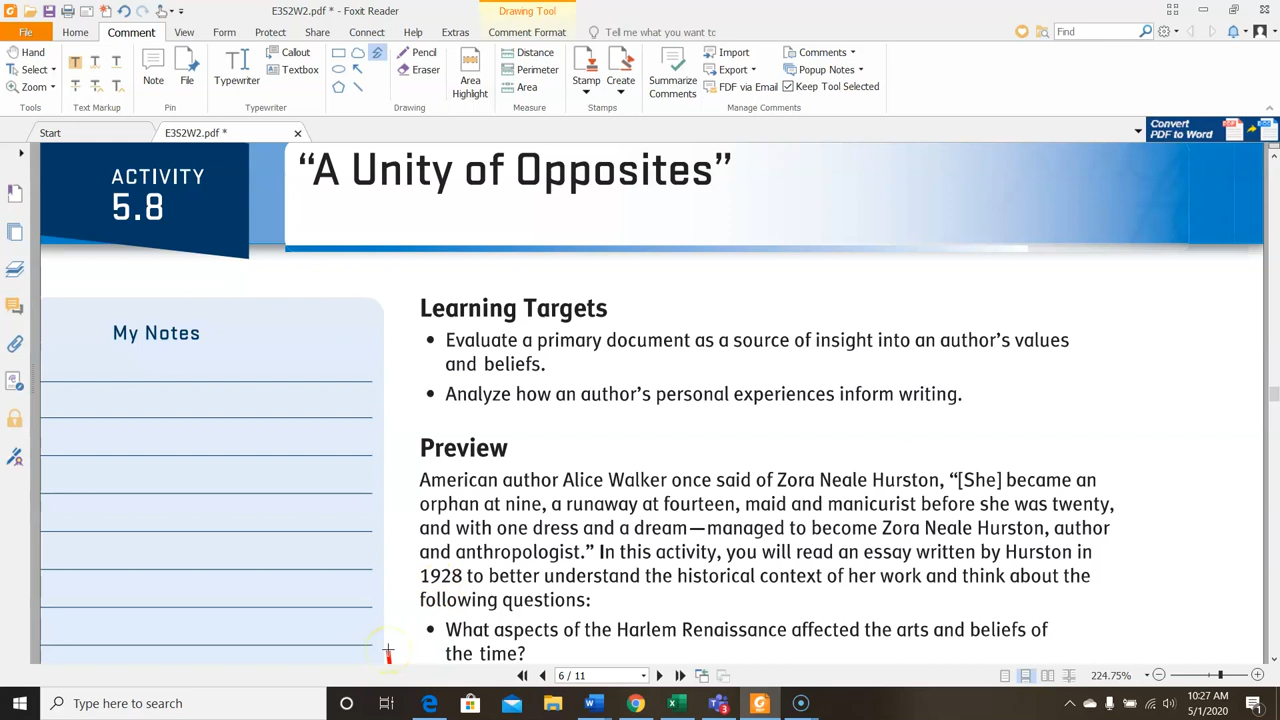 E3S2W2.pdf * - Foxit Reader
Drawing Tool
File
Home
Comment
View
Form
Protect
Share
Connect
Help
Extras
Comment Format
Tell me what you want to
Find
Hand
Select
Zoom
Tools
Text Markup
Note
File
Pin
Typewriter
Callout
Textbox
Typewriter
Pencil
Eraser
Drawing
Area
Highlight
Distance
Perimeter
Area
Measure
Stamp
Create
Stamps
Summarize
Comments
Import
Export
FDF via Email
Comments
Popup Notes
Keep Tool Selected
Manage Comments
Start
E3S2W2.pdf *
Convert
PDF to Word
ACTIVITY
5.8
“A Unity of Opposites”
My Notes
Learning Targets
• Evaluate a primary document as a source of insight into an author’s values
and beliefs.
• Analyze how an author’s personal experiences inform writing.
Preview
American author Alice Walker once said of Zora Neale Hurston, “[She] became an
orphan at nine, a runaway at fourteen, maid and manicurist before she was twenty,
and with one dress and a dream—managed to become Zora Neale Hurston, author
and anthropologist.” In this activity, you will read an essay written by Hurston in
1928 to better understand the historical context of her work and think about the
following questions:
• What aspects of the Harlem Renaissance affected the arts and beliefs of
the time?
6 / 11
224.75%
Type here to search
10:27 AM
5/1/2020